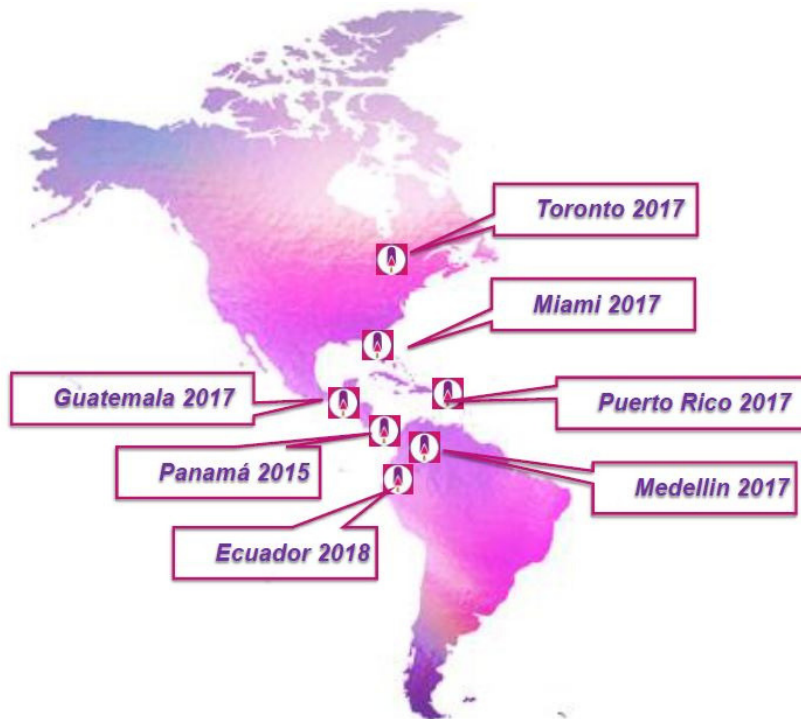 Toronto 2017
Miami 2017
Guatemala 2017
Puerto Rico 2017
Panamá 2015
Medellin 2017
Ecuador 2018